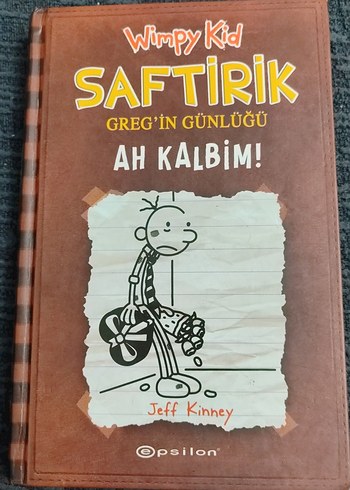 Wimpy Kid
SAFTİRİK
GREG'İN GÜNLÜĞÜ
AH KALBİM!
Jeff Kinney
epsilon